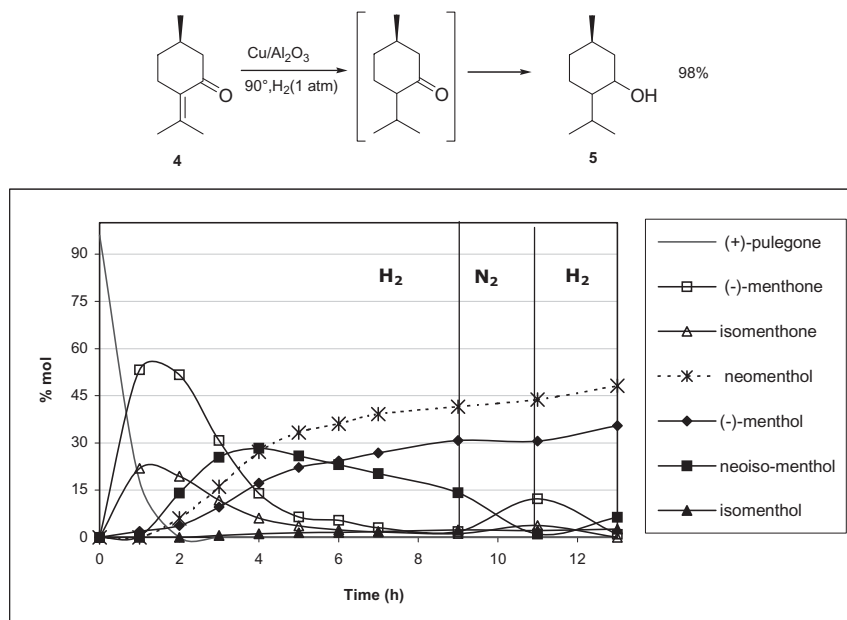 Cu/Al₂O₃
90°,H₂(1 atm)
O
O
OH
98%
4
5
H₂
N₂
H₂
90
75
60
45
30
15
0
% mol
0
2
4
6
8
10
12
Time (h)
(+)-pulegone
(-)-menthone
isomenthone
neomenthol
(-)-menthol
neoiso-menthol
isomenthol